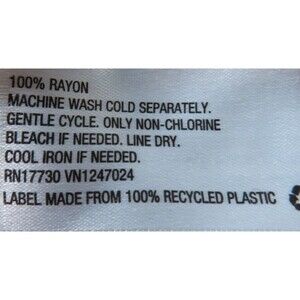 100% RAYON
MACHINE WASH COLD SEPARATELY.
GENTLE CYCLE. ONLY NON-CHLORINE
BLEACH IF NEEDED. LINE DRY.
COOL IRON IF NEEDED.
RN17730 VN1247024
LABEL MADE FROM 100% RECYCLED PLASTIC